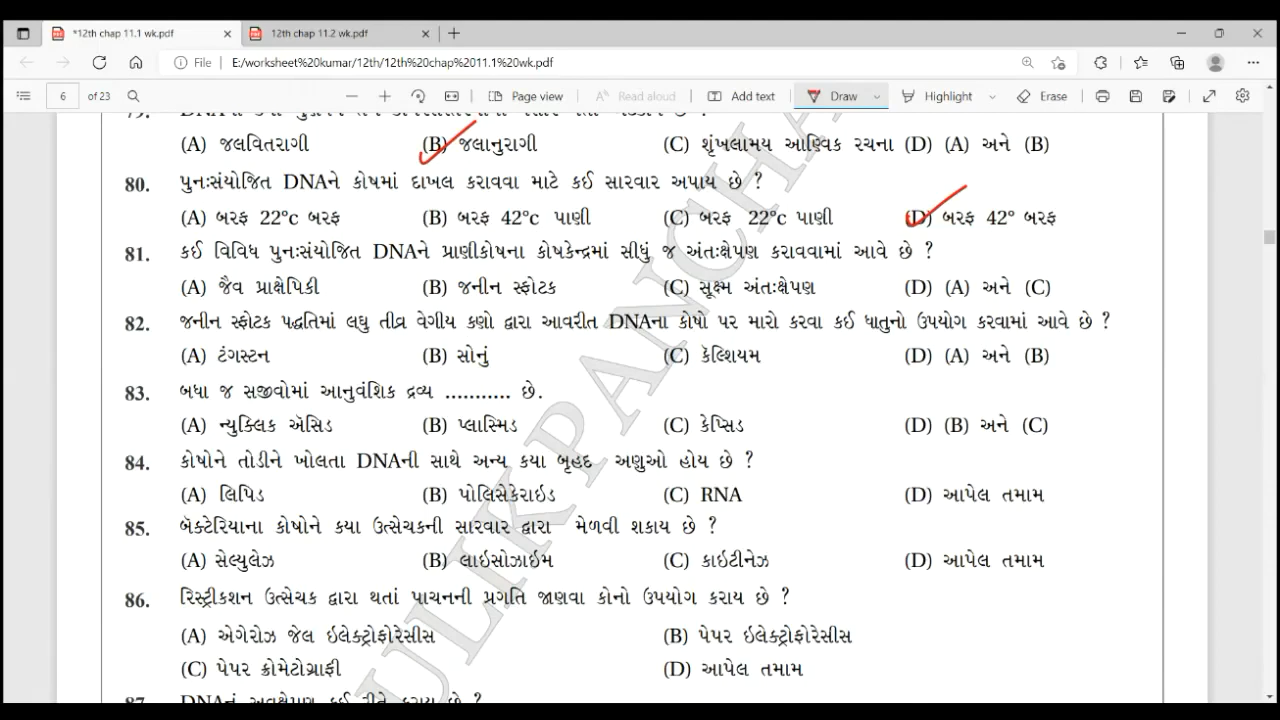 *12th chap 11.1 wk.pdf
12th chap 11.2 wk.pdf
File E:/worksheet%20kumar/12th/12th%20chap%2011.1%20wk.pdf
6 of 23 Page view Read aloud Add text Draw Highlight Erase
(A) જલવિતરાગી (B) જલાનુરાગી (C) શૃંખલામય આણ્વિક રચના (D) (A) અને (B)
80. પુનઃસંયોજિત DNAને કોષમાં દાખલ કરાવવા માટે કઈ સારવાર અપાય છે ?
(A) બરફ 22°c બરફ (B) બરફ 42°c પાણી (C) બરફ 22°c પાણી (D) બરફ 42° બરફ
81. કઈ વિવિધ પુનઃસંયોજિત DNAને પ્રાણીકોષના કોષકેન્દ્રમાં સીધું જ અંતઃક્ષેપણ કરાવવામાં આવે છે ?
(A) જૈવ પ્રાક્ષેપિકી (B) જનીન સ્ફોટક (C) સૂક્ષ્મ અંતઃક્ષેપણ (D) (A) અને (C)
82. જનીન સ્ફોટક પદ્ધતિમાં લઘુ તીવ્ર વેગીય કણો દ્વારા આવરીત DNAના કોષો પર મારો કરવા કઈ ધાતુનો ઉપયોગ કરવામાં આવે છે ?
(A) ટંગસ્ટન (B) સોનું (C) કૅલ્શિયમ (D) (A) અને (B)
83. બધા જ સજીવોમાં આનુવંશિક દ્રવ્ય ........... છે.
(A) ન્યુક્લિક ઍસિડ (B) પ્લાસ્મિડ (C) કેપ્સિડ (D) (B) અને (C)
84. કોષોને તોડીને ખોલતા DNAની સાથે અન્ય કયા બૃહદ અણુઓ હોય છે ?
(A) લિપિડ (B) પોલિસેકેરાઇડ (C) RNA (D) આપેલ તમામ
85. બૅક્ટેરિયાના કોષોને કયા ઉત્સેચકની સારવાર દ્વારા મેળવી શકાય છે ?
(A) સેલ્યુલેઝ (B) લાઇસોઝાઈમ (C) કાઇટીનેઝ (D) આપેલ તમામ
86. રિસ્ટ્રીકશન ઉત્સેચક દ્વારા થતાં પાચનની પ્રગતિ જાણવા કોનો ઉપયોગ કરાય છે ?
(A) એગેરોઝ જેલ ઇલેક્ટ્રોફોરેસીસ (B) પેપર ઇલેક્ટ્રોફોરેસીસ
(C) પેપર ક્રોમેટોગ્રાફી (D) આપેલ તમામ
ULIK PANCHA